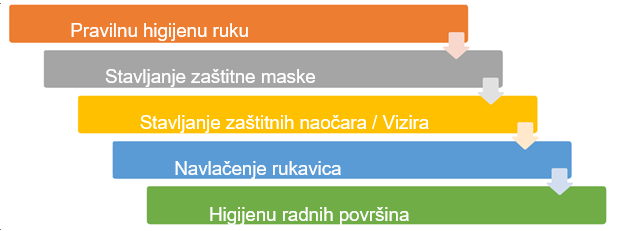 Pravilnu higijenu ruku
Stavljanje zaštitne maske
Stavljanje zaštitnih naočara / Vizira
Navlačenje rukavica
Higijenu radnih površina